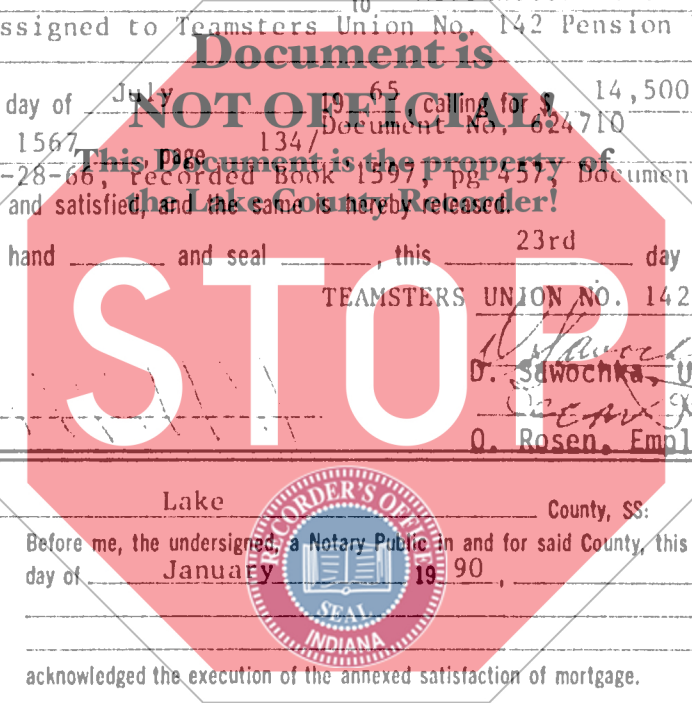 to
ssigned to Teamsters Union No. 142 Pension
Document is
day of July 19 65, calling for $ 14,500
NOT OFFICIAL!
Document No, 624710
1567, page 134/
This Document is the property of
-28-66, recorded Book 1597, pg 457, Documen
the Lake County Recorder!
and satisfied, and the same is hereby released.
hand and seal , this 23rd day
STOP
TEAMSTERS UNION NO. 142
D. Sawochka, U
O. Rosen, Empl
Lake County, SS:
RECORDER'S OFFICE
SEAL
INDIANA
Before me, the undersigned, a Notary Public in and for said County, this
day of January 19 90 ,
acknowledged the execution of the annexed satisfaction of mortgage.